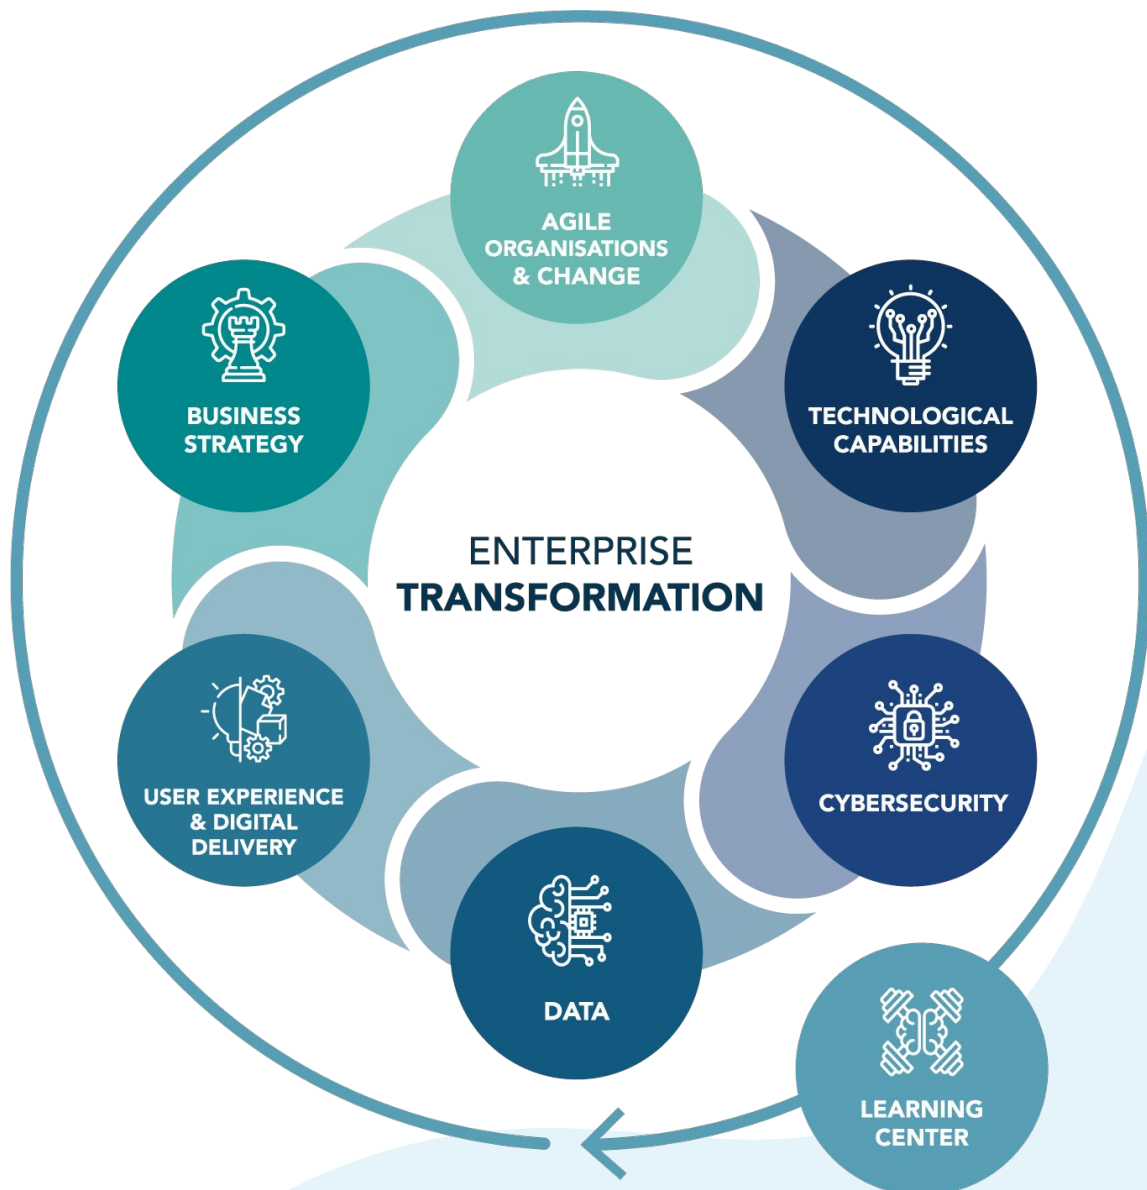 AGILE
ORGANISATIONS
& CHANGE
BUSINESS
STRATEGY
TECHNOLOGICAL
CAPABILITIES
ENTERPRISE
TRANSFORMATION
USER EXPERIENCE
& DIGITAL
DELIVERY
CYBERSECURITY
DATA
LEARNING
CENTER